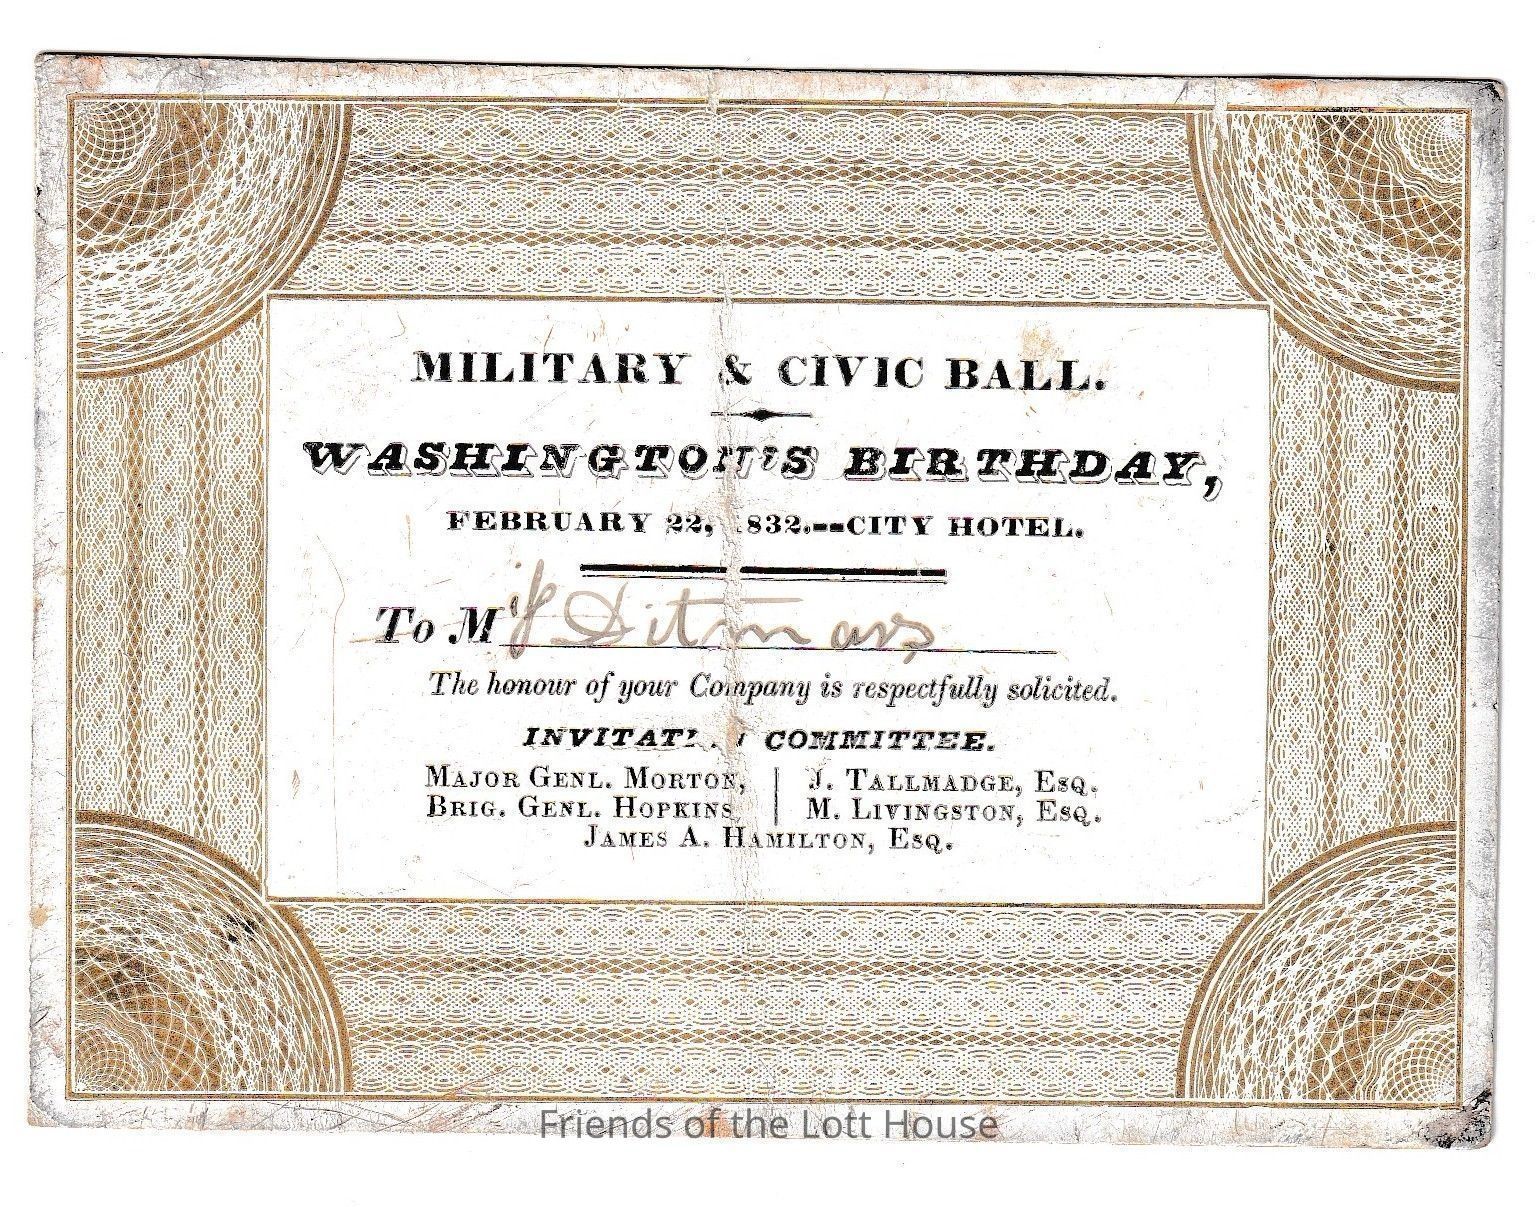 MILITARY & CIVIC BALL.
WASHINGTON'S BIRTHDAY,
FEBRUARY 22, 1832.--CITY HOTEL.
To M Ditmars
The honour of your Company is respectfully solicited.
INVITATION COMMITTEE.
MAJOR GENL. MORTON, | J. TALLMADGE, ESQ.
BRIG. GENL. HOPKINS, | M. LIVINGSTON, ESQ.
JAMES A. HAMILTON, ESQ.
Friends of the Lott House